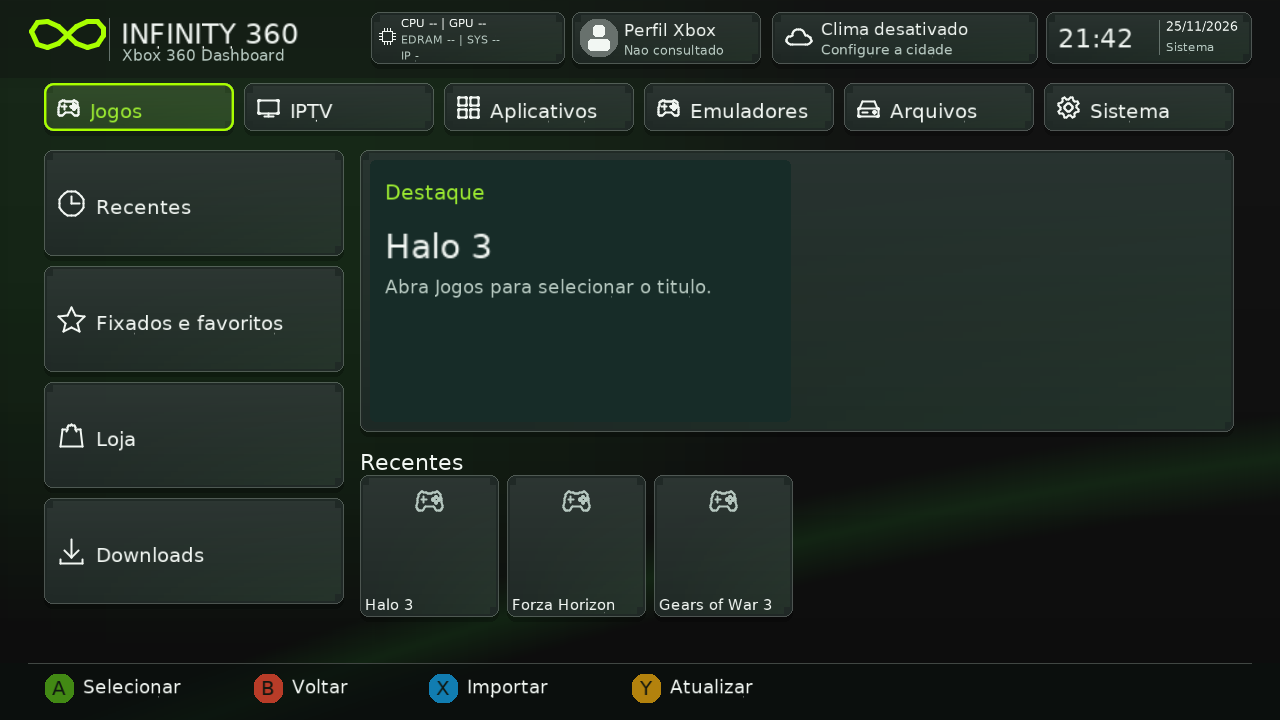 INFINITY 360
Xbox 360 Dashboard
CPU -- | GPU --
EDRAM -- | SYS --
IP -
Perfil Xbox
Nao consultado
Clima desativado
Configure a cidade
21:42
25/11/2026
Sistema
Jogos
IPTV
Aplicativos
Emuladores
Arquivos
Sistema
Recentes
Fixados e favoritos
Loja
Downloads
Destaque
Halo 3
Abra Jogos para selecionar o titulo.
Recentes
Halo 3
Forza Horizon
Gears of War 3
A Selecionar
B Voltar
X Importar
Y Atualizar